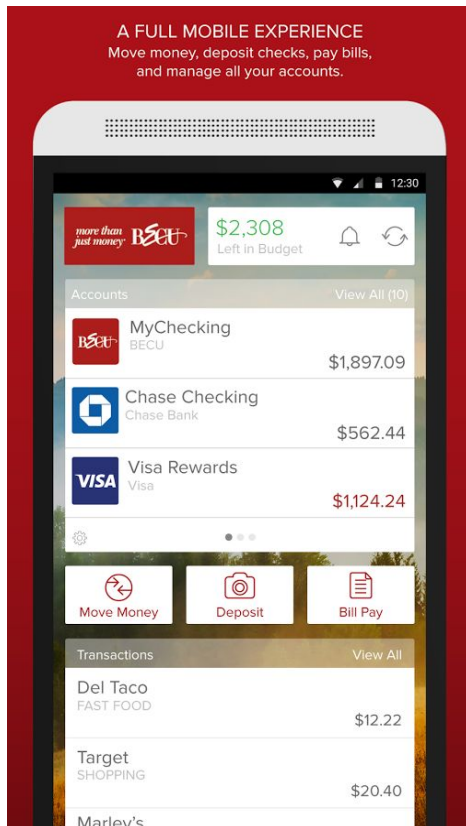 A FULL MOBILE EXPERIENCE
Move money, deposit checks, pay bills,
and manage all your accounts.
12:30
more than
just money
BECU
$2,308
Left in Budget
Accounts
View All (10)
BECU
MyChecking
BECU
$1,897.09
Chase Checking
Chase Bank
$562.44
VISA
Visa Rewards
Visa
$1,124.24
Move Money
Deposit
Bill Pay
Transactions
View All
Del Taco
FAST FOOD
$12.22
Target
SHOPPING
$20.40
Marley's